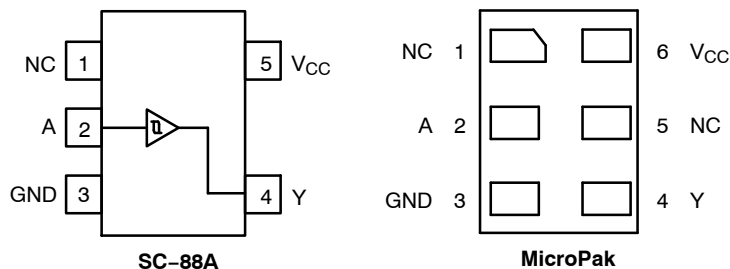 NC 1 5 VCC
A 2
GND 3 4 Y
SC−88A
NC 1 6 VCC
A 2 5 NC
GND 3 4 Y
MicroPak